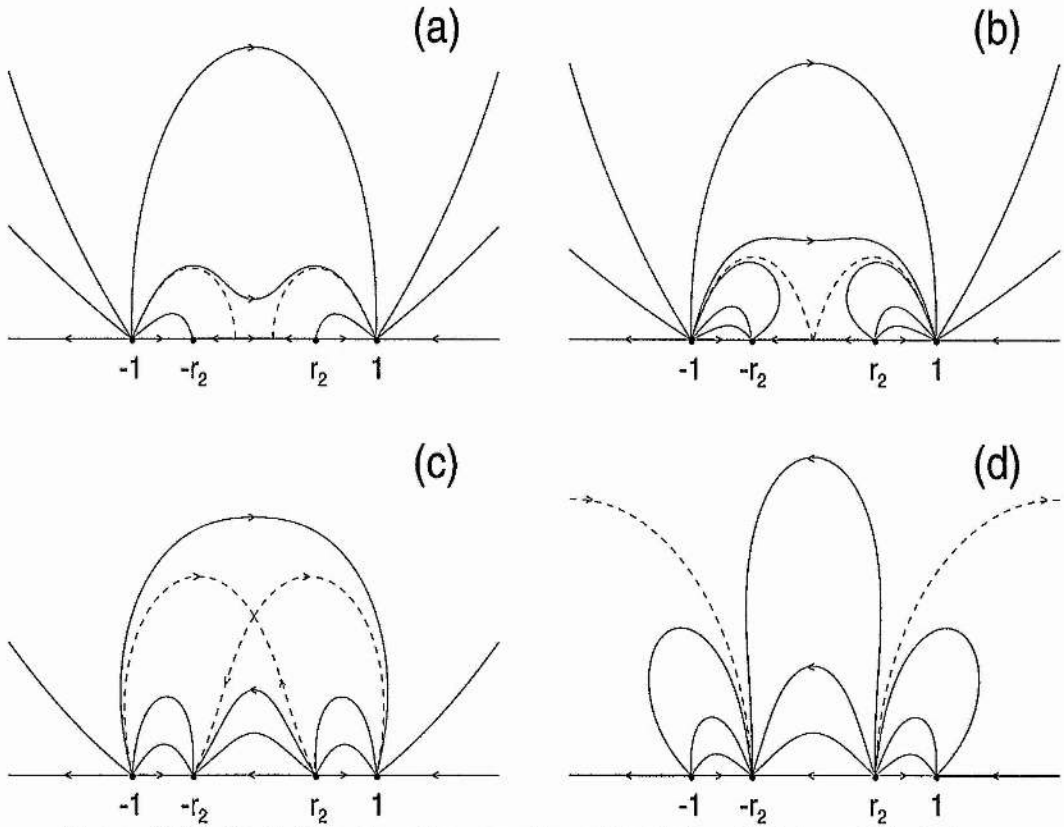 (a) (b)
-1 -r₂ r₂ 1 -1 -r₂ r₂ 1
(c) (d)
-1 -r₂ r₂ 1 -1 -r₂ r₂ 1